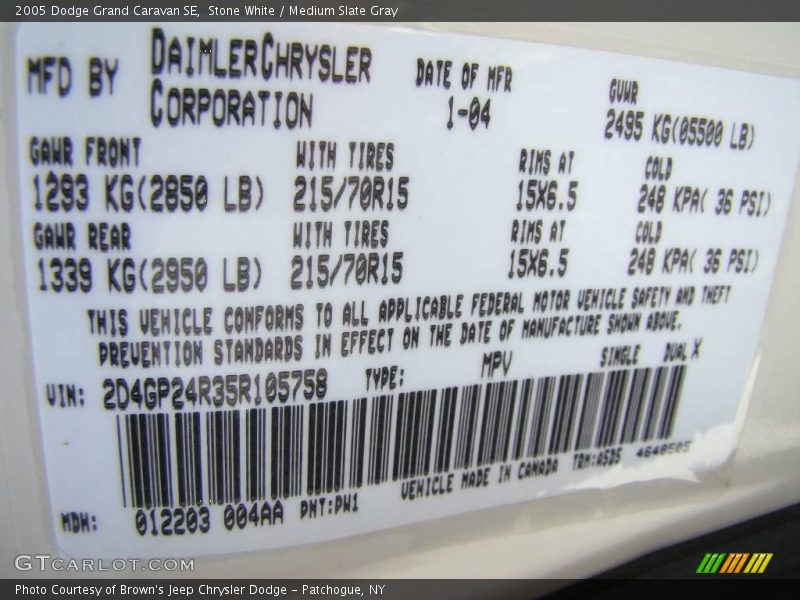 2005 Dodge Grand Caravan SE,  Stone White / Medium Slate Gray
MFD BY DAIMLERCHRYSLER CORPORATION DATE OF MFR 1-04 GVWR 2495 KG(05500 LB)
GAWR FRONT WITH TIRES RIMS AT COLD
1293 KG(2850 LB) 215/70R15 15X6.5 248 KPA( 36 PSI)
GAWR REAR WITH TIRES RIMS AT COLD
1339 KG(2950 LB) 215/70R15 15X6.5 248 KPA( 36 PSI)
THIS VEHICLE CONFORMS TO ALL APPLICABLE FEDERAL MOTOR VEHICLE SAFETY AND THEFT
PREVENTION STANDARDS IN EFFECT ON THE DATE OF MANUFACTURE SHOWN ABOVE.
VIN: 2D4GP24R35R105758 TYPE: MPV SINGLE DUAL X
VEHICLE MADE IN CANADA TRM:ASD5 4648505
MDH: 012203 004AA PNT:PW1
GTCARLOT.COM
Photo Courtesy of Brown's Jeep Chrysler Dodge – Patchogue, NY